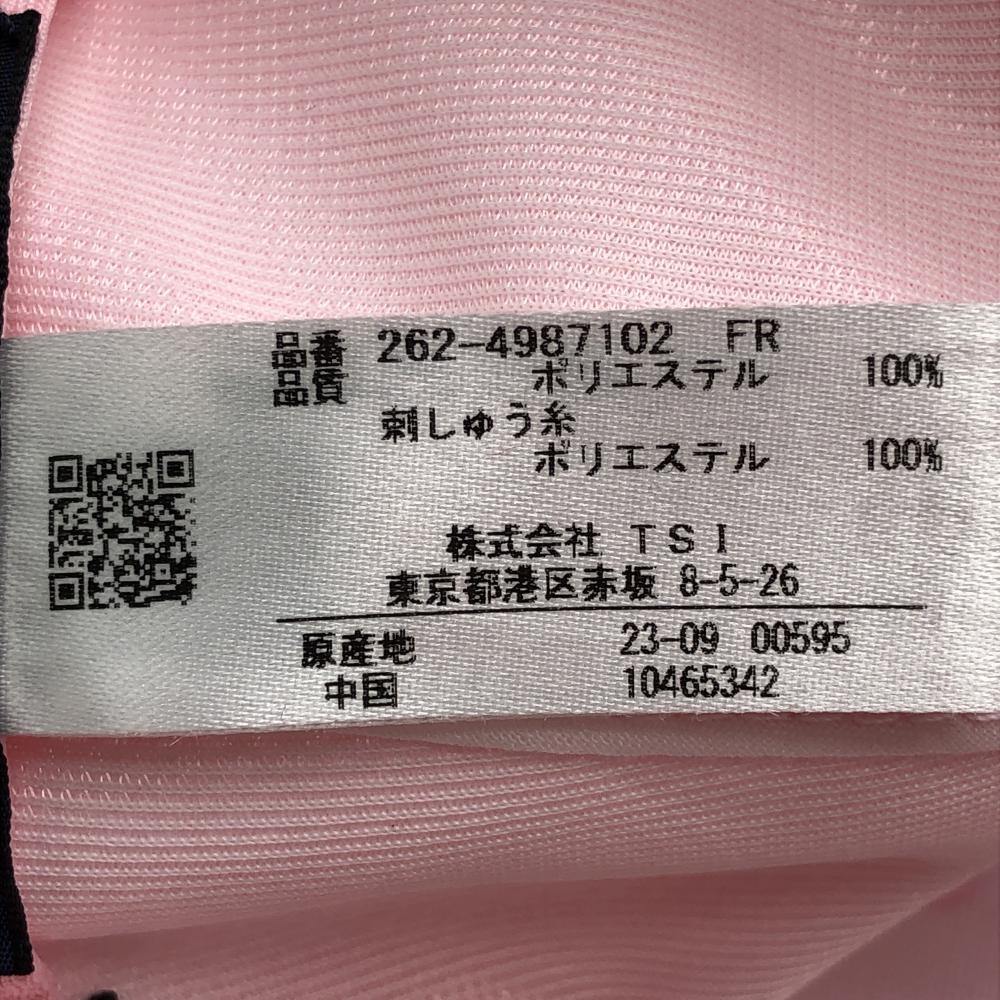 品番 262-4987102 FR
品質 ポリエステル 100%
刺しゅう糸
ポリエステル 100%
株式会社 TSI
東京都港区赤坂 8-5-26
原産地 23-09 00595
中国 10465342